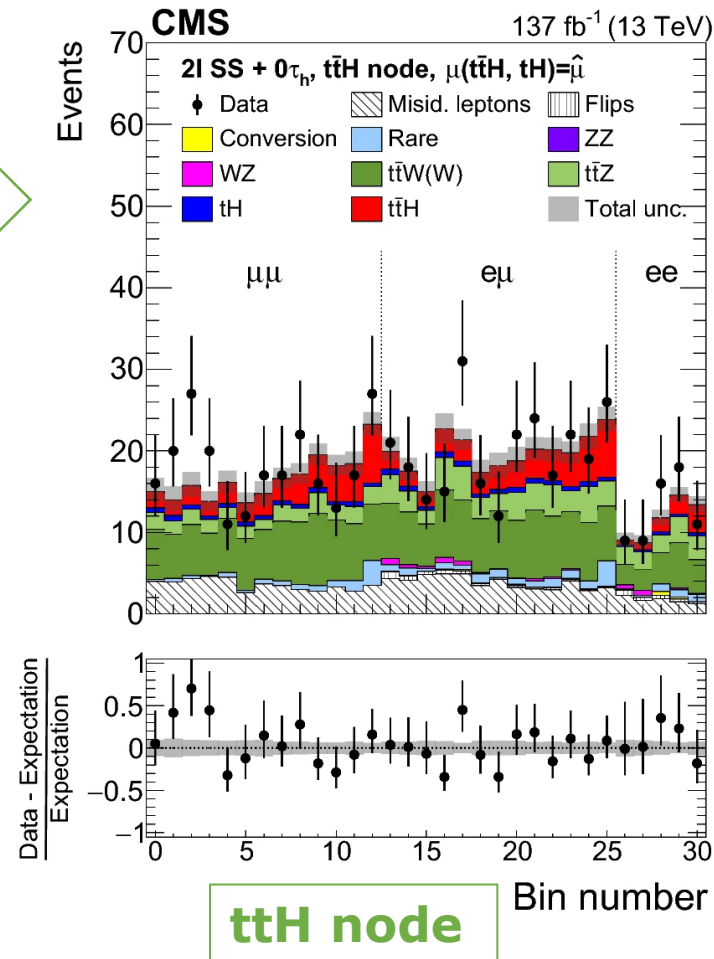 CMS 137 fb⁻¹ (13 TeV)
Events
70
2l SS + 0τₕ, tt̄H node, μ(tt̄H, tH)=μ̂
Data Misid. leptons Flips
60
Conversion Rare ZZ
WZ tt̄W(W) tt̄Z
50
tH tt̄H Total unc.
μμ eμ ee
40
30
20
10
0
Data - Expectation
Expectation
1
0.5
0
−0.5
−1
0 5 10 15 20 25 30
Bin number
ttH node